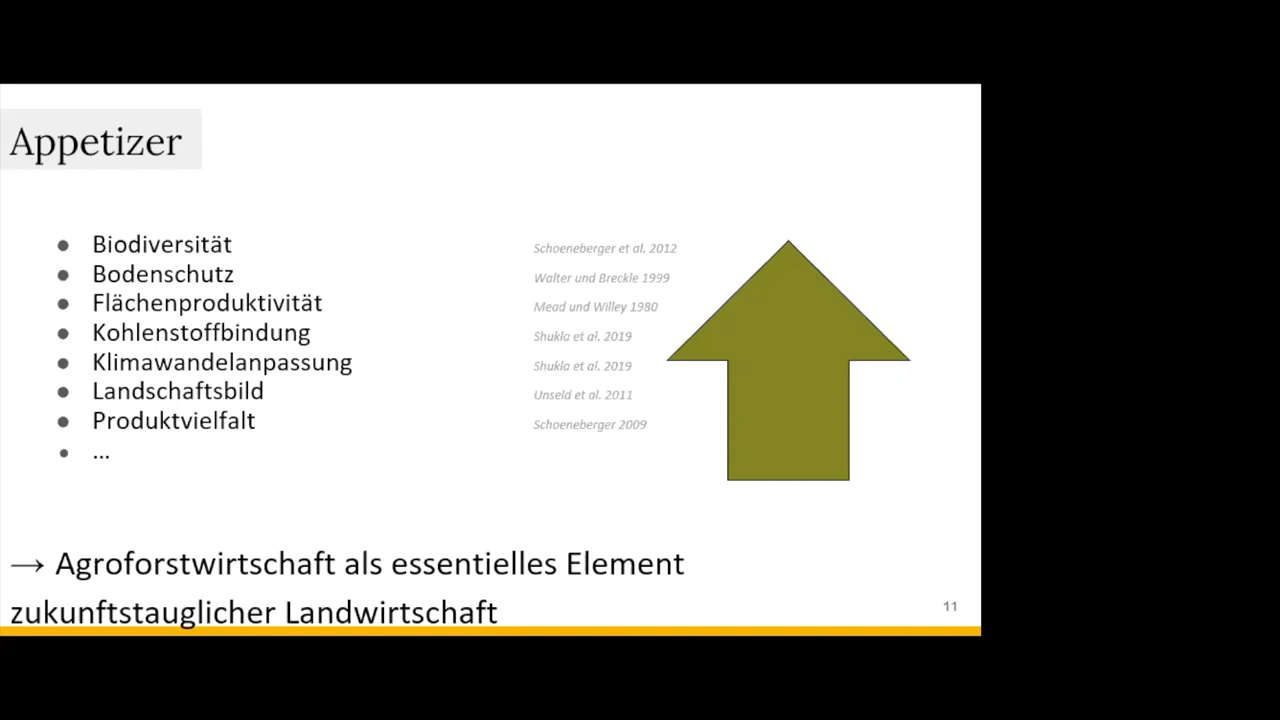 Appetizer
● Biodiversität Schoeneberger et al. 2012
● Bodenschutz Walter und Breckle 1999
● Flächenproduktivität Mead und Willey 1980
● Kohlenstoffbindung Shukla et al. 2019
● Klimawandelanpassung Shukla et al. 2019
● Landschaftsbild Unseld et al. 2011
● Produktvielfalt Schoeneberger 2009
● ...
→ Agroforstwirtschaft als essentielles Element
zukunftstauglicher Landwirtschaft
11